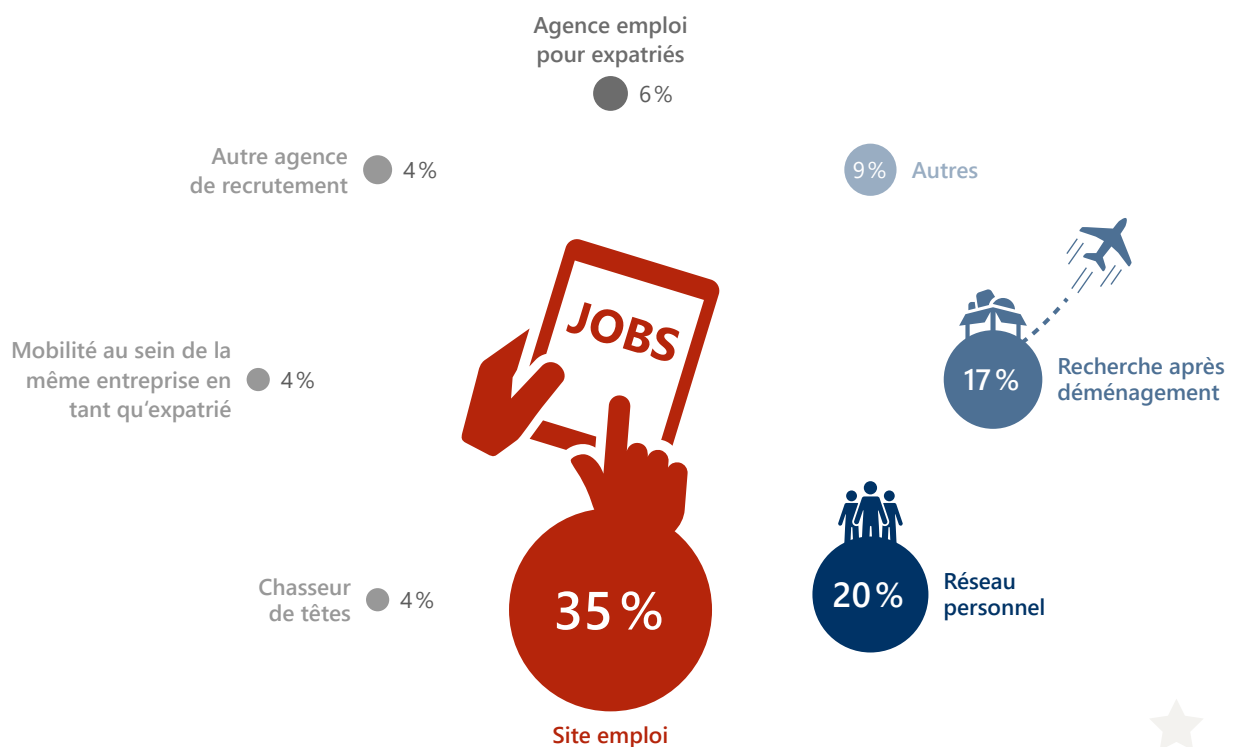 Agence emploi
pour expatriés
6 %
Autre agence
de recrutement
4 %
9 %
Autres
JOBS
Mobilité au sein de la
même entreprise en
tant qu‘expatrié
4 %
17 %
Recherche après
déménagement
Chasseur
de têtes
4 %
35 %
20 %
Réseau
personnel
Site emploi